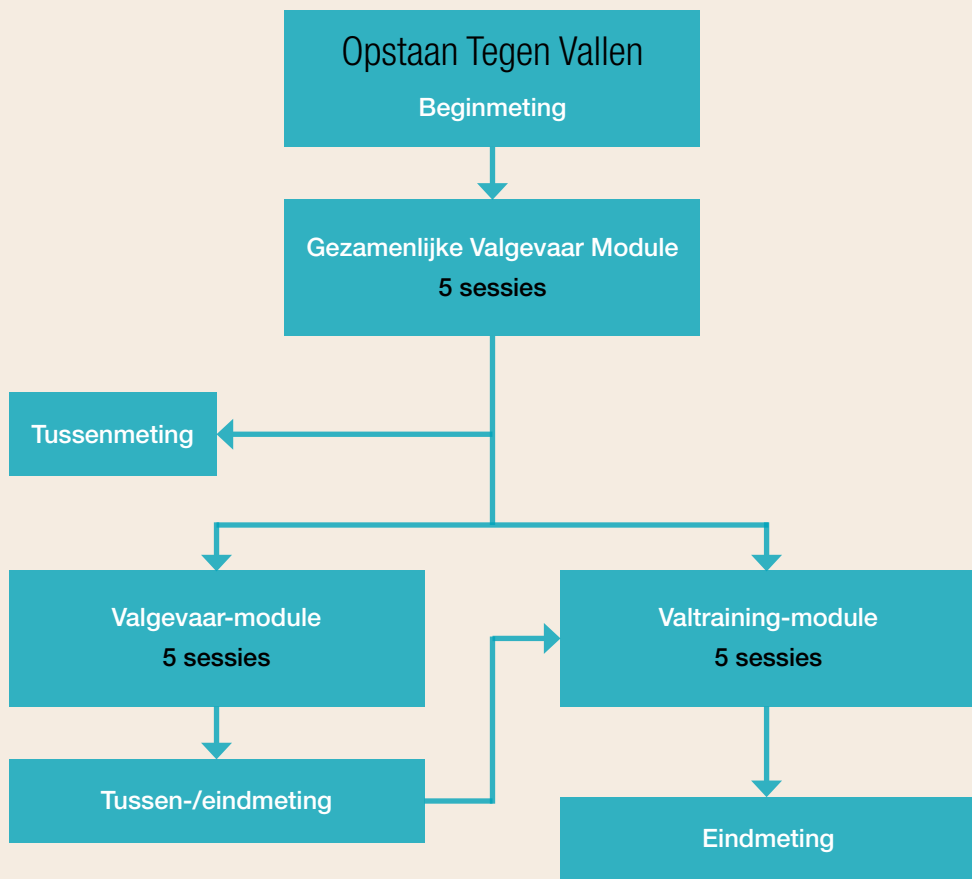 Opstaan Tegen Vallen
Beginmeting
Gezamenlijke Valgevaar Module
5 sessies
Tussenmeting
Valgevaar-module
5 sessies
Valtraining-module
5 sessies
Tussen-/eindmeting
Eindmeting